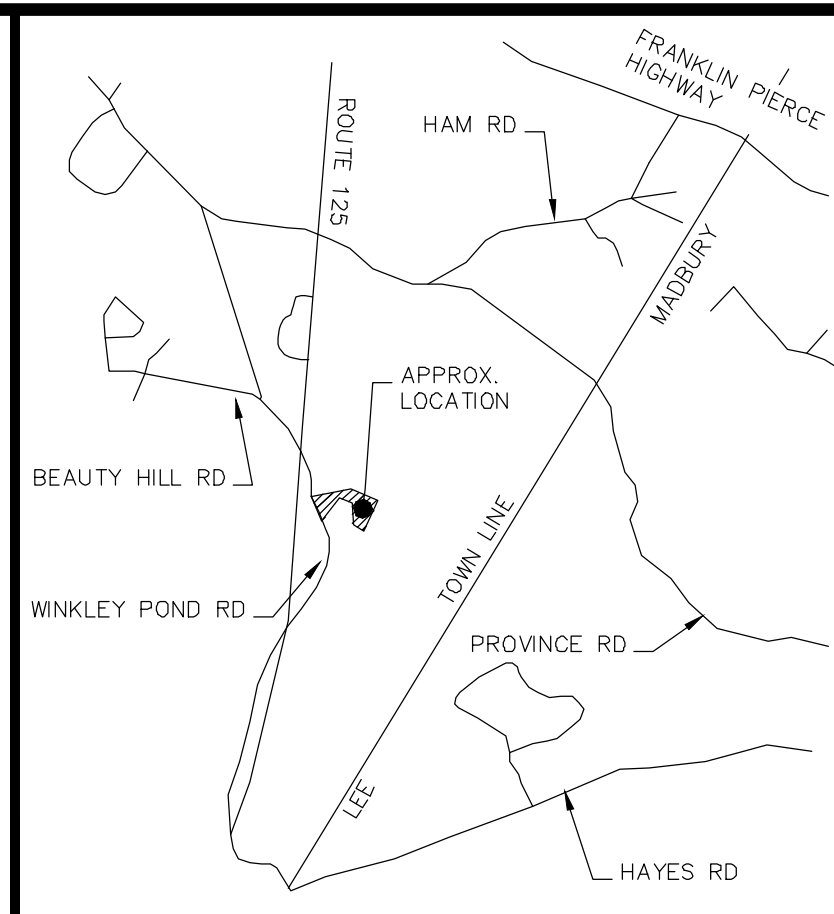 FRANKLIN PIERCE
HIGHWAY
HAM RD
ROUTE 125
MADBURY
APPROX.
LOCATION
BEAUTY HILL RD
TOWN LINE
WINKLEY POND RD
PROVINCE RD
LEE
HAYES RD